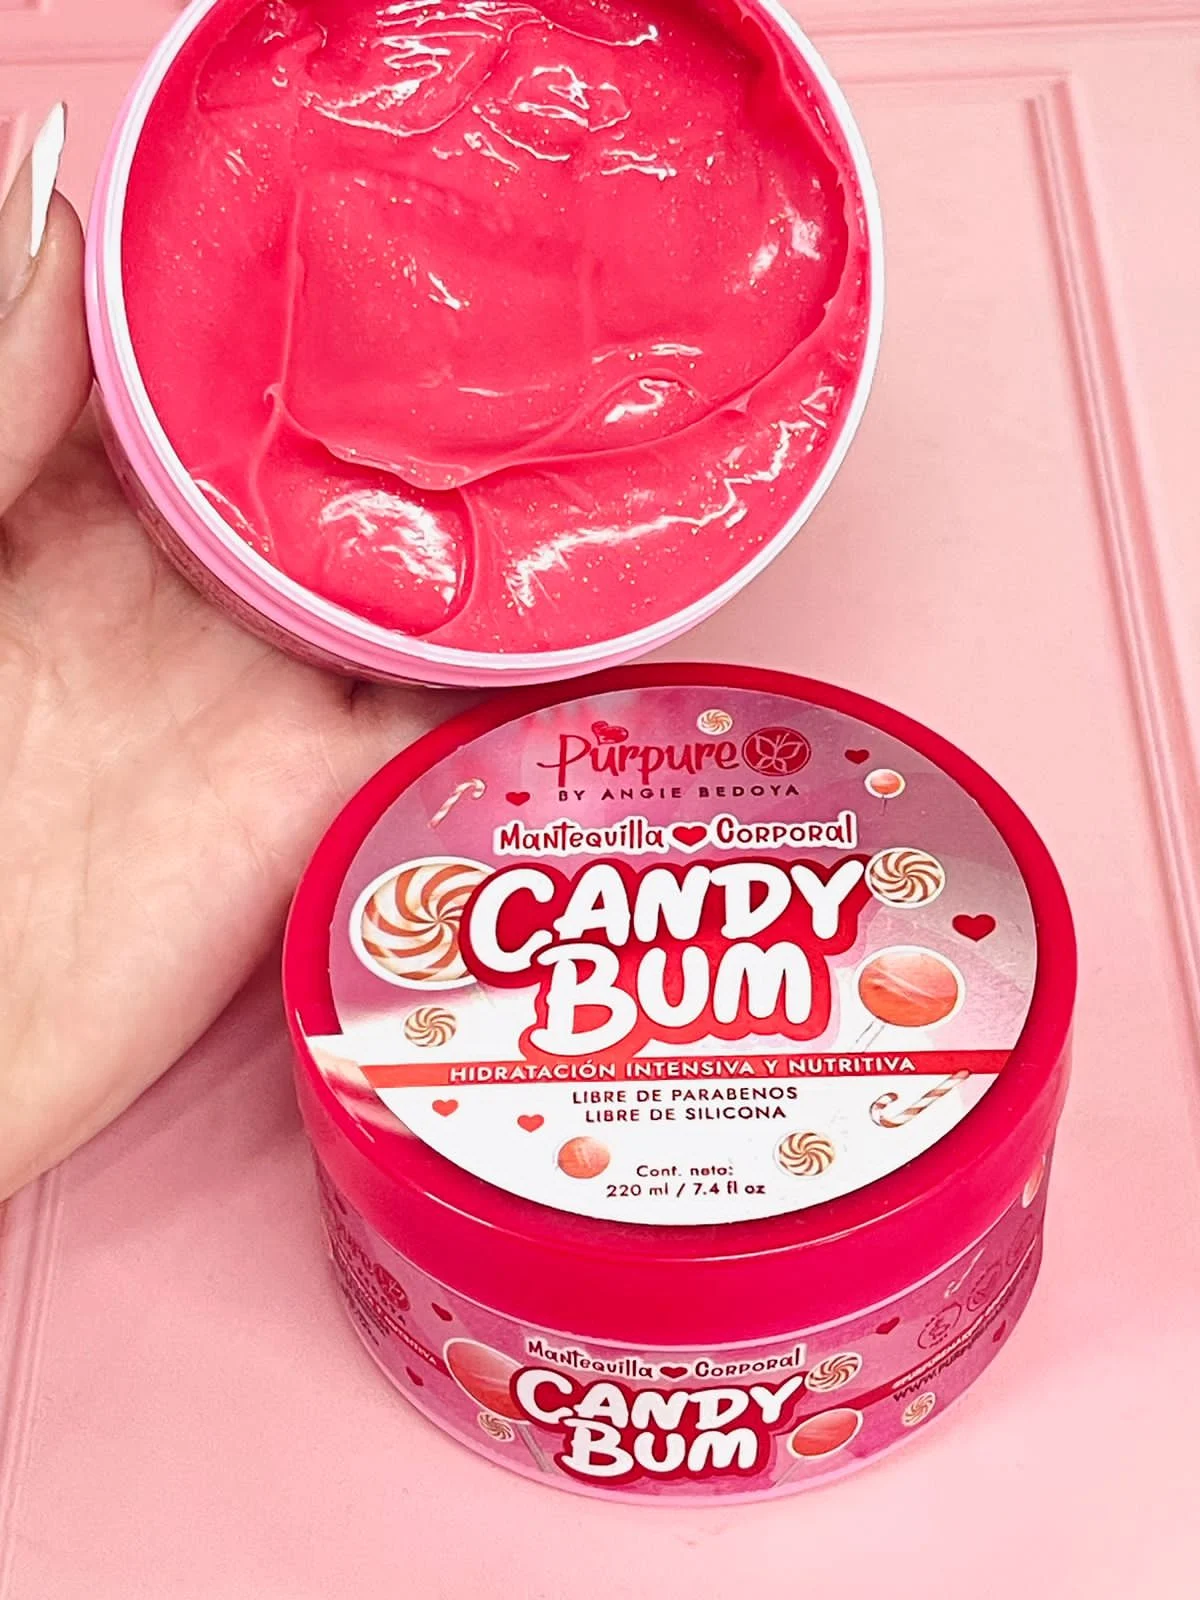 Purpure
BY ANGIE BEDOYA
Mantequilla Corporal
CANDY
BUM
HIDRATACIÓN INTENSIVA Y NUTRITIVA
LIBRE DE PARABENOS
LIBRE DE SILICONA
Cont. neto:
220 ml / 7.4 fl oz
Mantequilla Corporal
CANDY
BUM